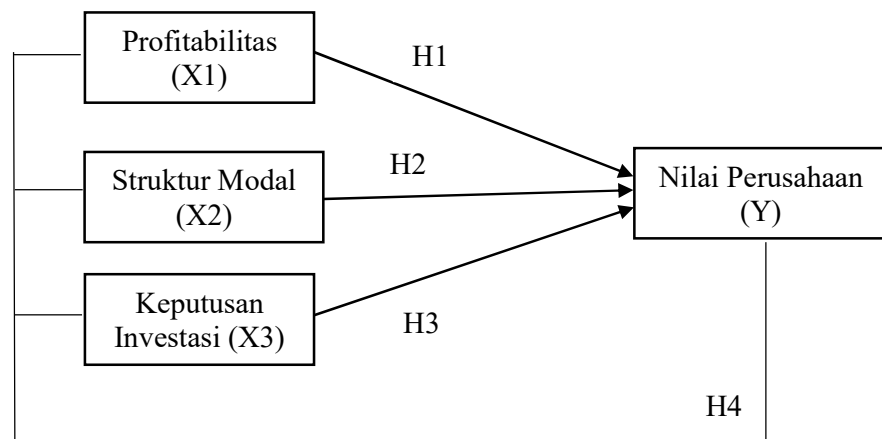 Profitabilitas
(X1)
H1
Struktur Modal
(X2)
H2
Nilai Perusahaan
(Y)
Keputusan
Investasi (X3)
H3
H4